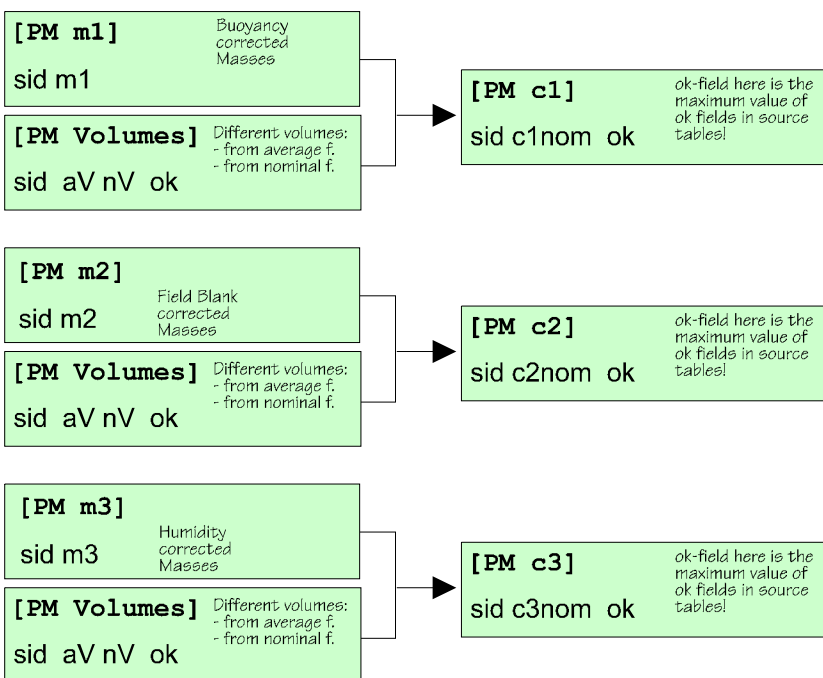 [PM m1]
Buoyancy
corrected
Masses
sid m1
[PM Volumes]
Different volumes:
- from average f.
- from nominal f.
sid aV nV ok
[PM c1]
ok-field here is the
maximum value of
ok fields in source
tables!
sid c1nom ok
[PM m2]
Field Blank
corrected
Masses
sid m2
[PM Volumes]
Different volumes:
- from average f.
- from nominal f.
sid aV nV ok
[PM c2]
ok-field here is the
maximum value of
ok fields in source
tables!
sid c2nom ok
[PM m3]
Humidity
corrected
Masses
sid m3
[PM Volumes]
Different volumes:
- from average f.
- from nominal f.
sid aV nV ok
[PM c3]
ok-field here is the
maximum value of
ok fields in source
tables!
sid c3nom ok